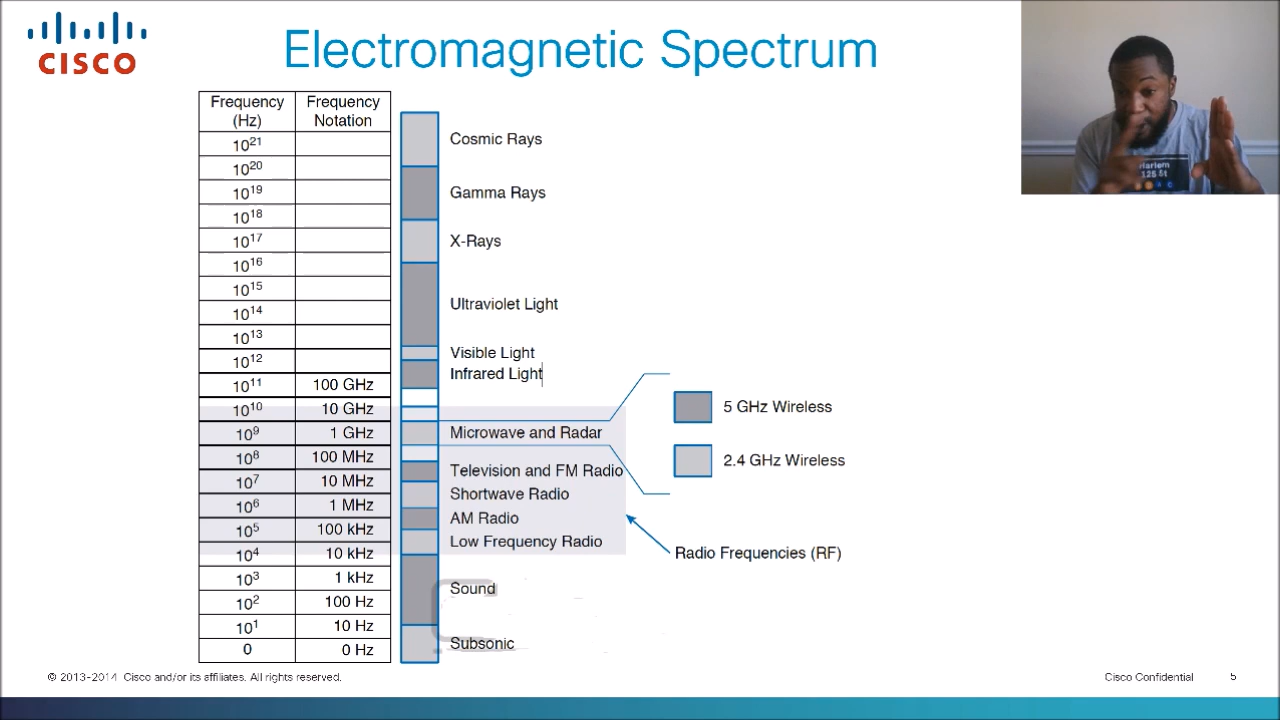 CISCO
Electromagnetic Spectrum
Frequency (Hz)
Frequency Notation
10²¹
10²⁰
10¹⁹
10¹⁸
10¹⁷
10¹⁶
10¹⁵
10¹⁴
10¹³
10¹²
10¹¹ 100 GHz
10¹⁰ 10 GHz
10⁹ 1 GHz
10⁸ 100 MHz
10⁷ 10 MHz
10⁶ 1 MHz
10⁵ 100 kHz
10⁴ 10 kHz
10³ 1 kHz
10² 100 Hz
10¹ 10 Hz
0 0 Hz
Cosmic Rays
Gamma Rays
X-Rays
Ultraviolet Light
Visible Light
Infrared Light
Microwave and Radar
Television and FM Radio
Shortwave Radio
AM Radio
Low Frequency Radio
Sound
Subsonic
5 GHz Wireless
2.4 GHz Wireless
Radio Frequencies (RF)
Harlem
125 St
© 2013-2014 Cisco and/or its affiliates. All rights reserved.
Cisco Confidential
5